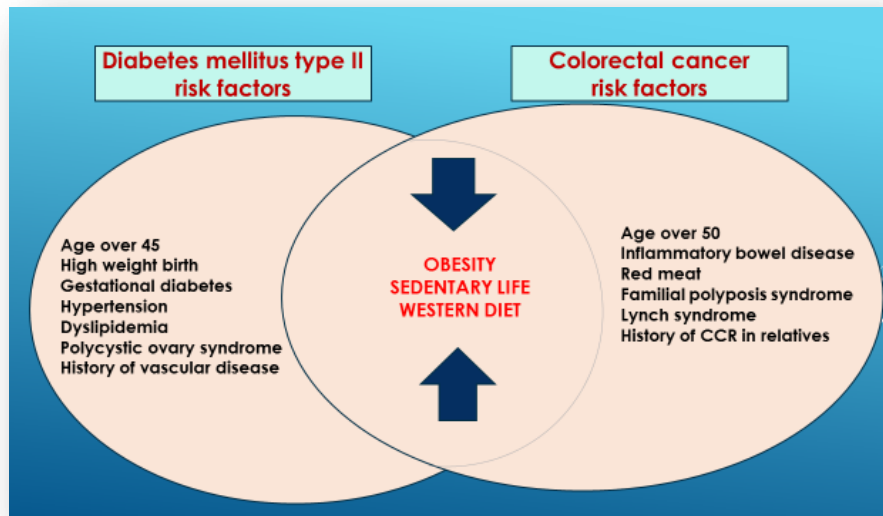 Diabetes mellitus type II
risk factors
Colorectal cancer
risk factors
Age over 45
High weight birth
Gestational diabetes
Hypertension
Dyslipidemia
Polycystic ovary syndrome
History of vascular disease
OBESITY
SEDENTARY LIFE
WESTERN DIET
Age over 50
Inflammatory bowel disease
Red meat
Familial polyposis syndrome
Lynch syndrome
History of CCR in relatives